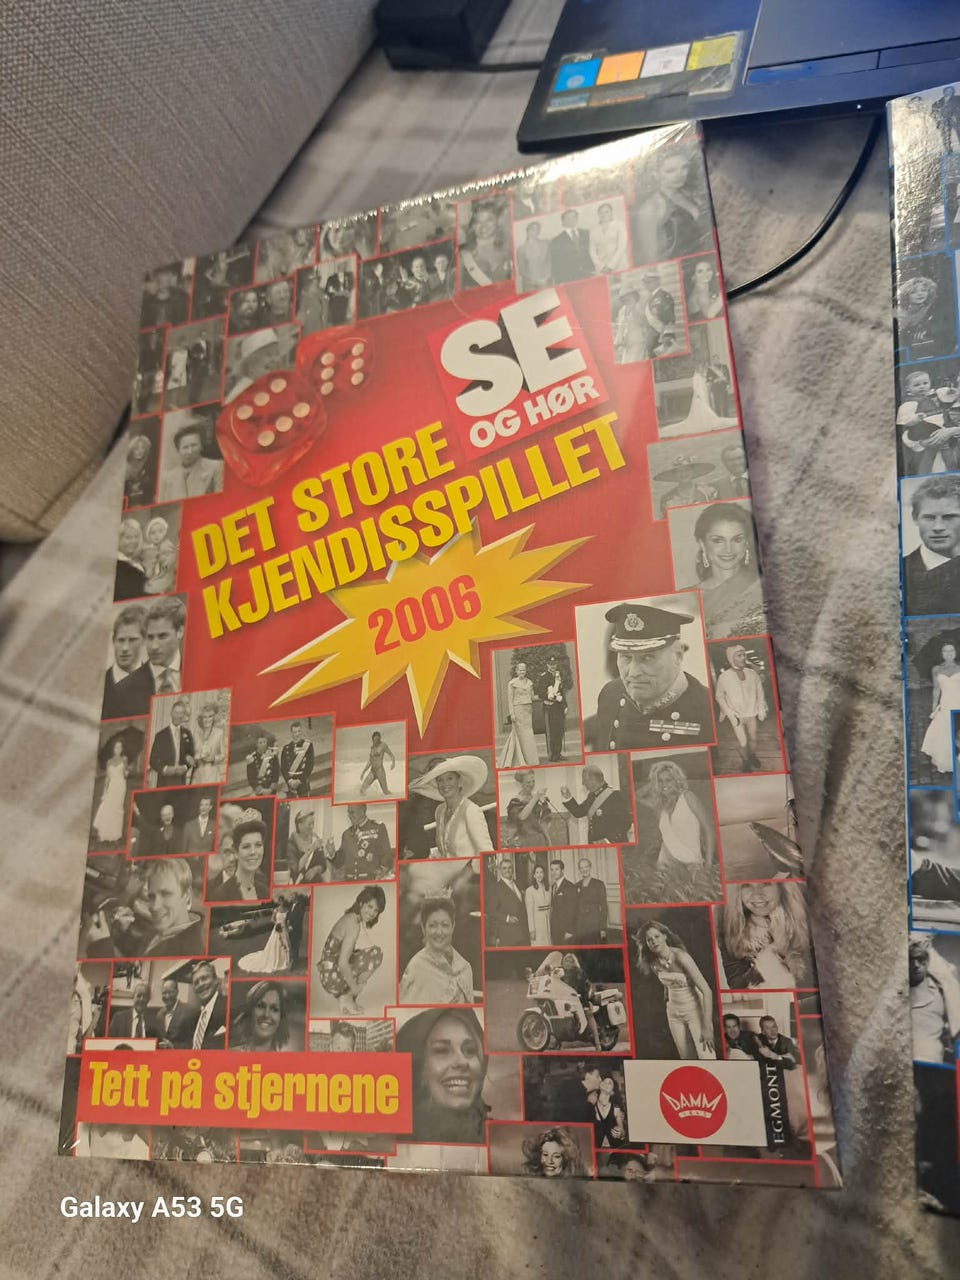 SE
OG HØR
DET STORE
KJENDISSPILLET
2006
Tett på stjernene
DAMM
EGMONT
Galaxy A53 5G